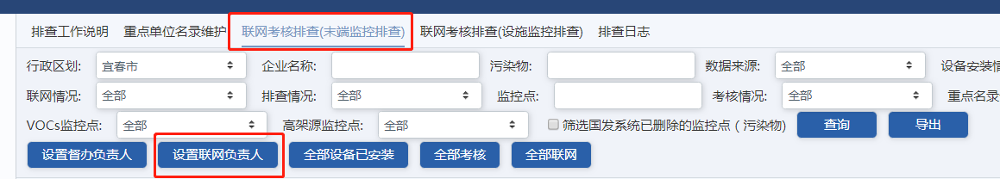 排查工作说明 重点单位名录维护 联网考核排查(末端监控排查) 联网考核排查(设施监控排查) 排查日志
行政区划: 宜春市 企业名称: 污染物: 数据来源: 全部 设备安装情
联网情况: 全部 排查情况: 全部 监控点: 考核情况: 全部 重点名录
VOCs监控点: 全部 高架源监控点: 全部 筛选国发系统已删除的监控点（污染物) 查询 导出
设置督办负责人 设置联网负责人 全部设备已安装 全部考核 全部联网